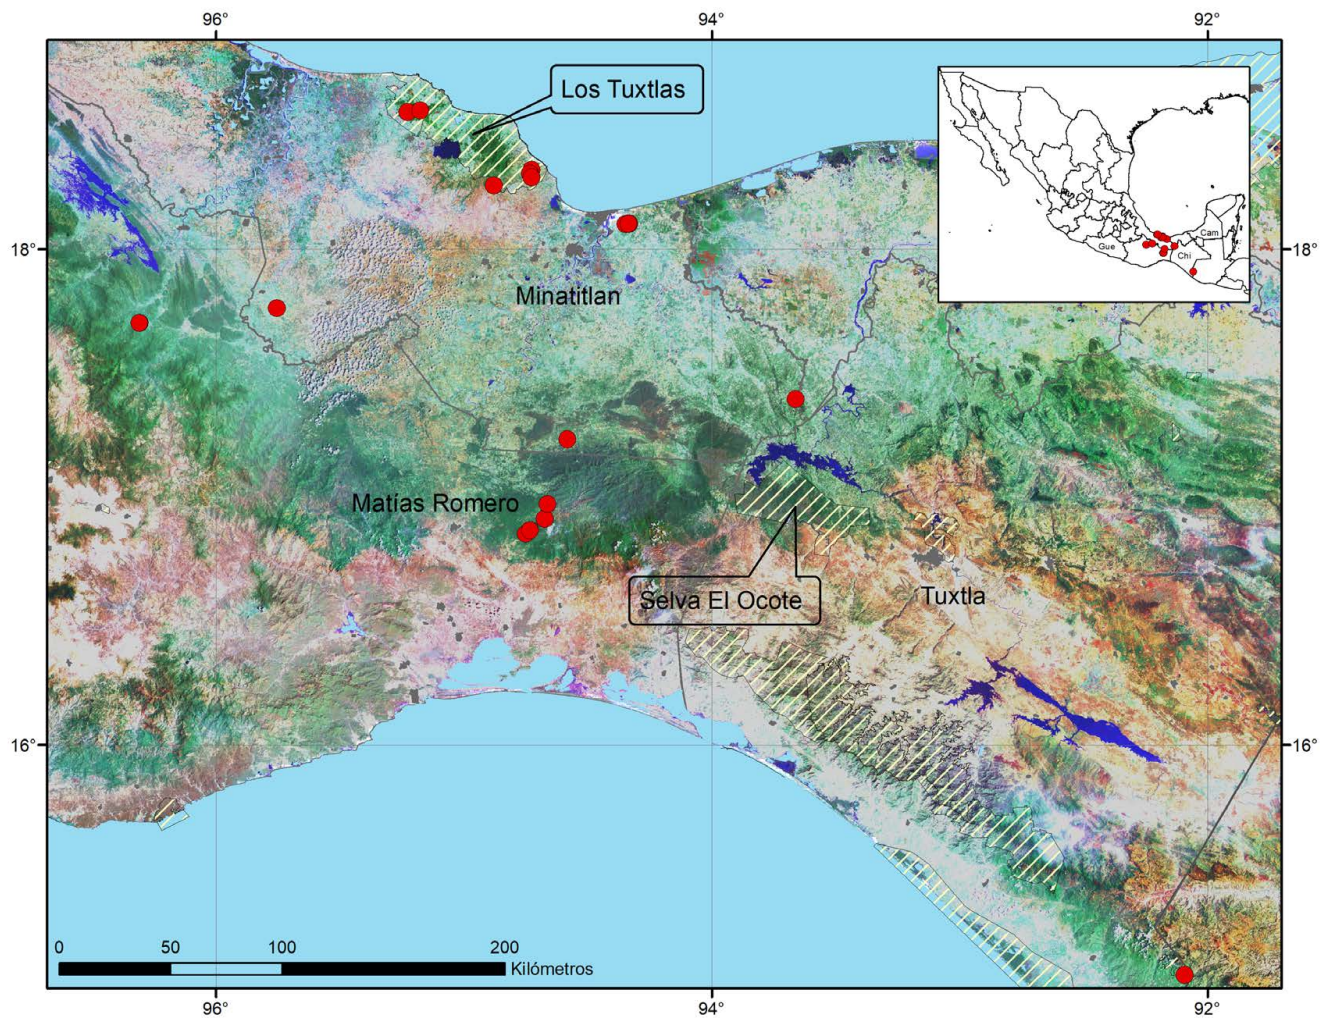 96° 94° 92°
Los Tuxtlas
Cam
Gue
Chi
18° 18°
Minatitlan
Matías Romero
Selva El Ocote
Tuxtla
16° 16°
0 50 100 200
Kilómetros
96° 94° 92°